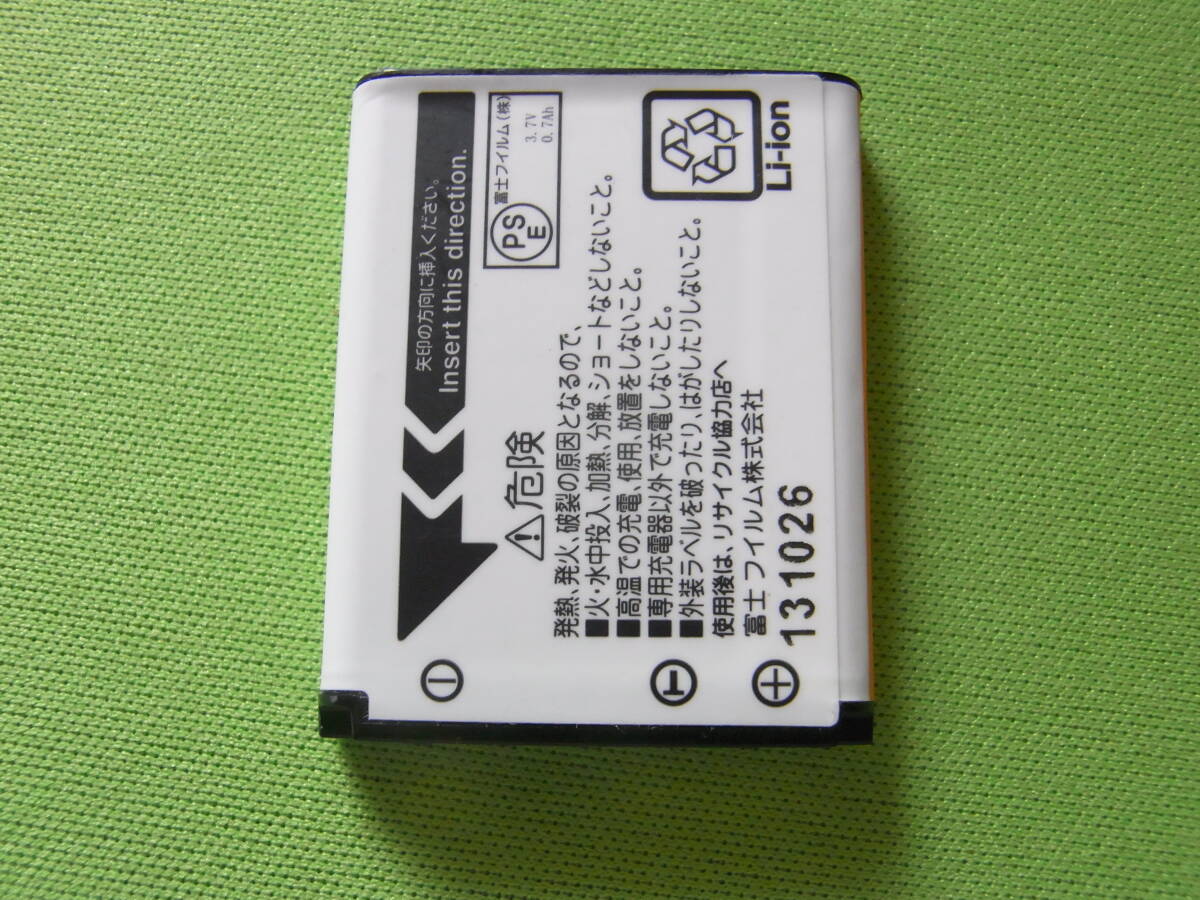 矢印の方向に挿入ください。
Insert this direction.
富士フイルム(株)
PS
E
3.7V
0.7Ah
⚠危険
発熱、発火、破裂の原因となるので、
■火・水中投入、加熱、分解、ショートなどしないこと。
■高温での充電、使用、放置をしないこと。
■専用充電器以外で充電しないこと。
■外装ラベルを破ったり、はがしたりしないこと。
使用後は、リサイクル協力店へ
富士フイルム株式会社
131026
Li-ion
⊖
T
⊕